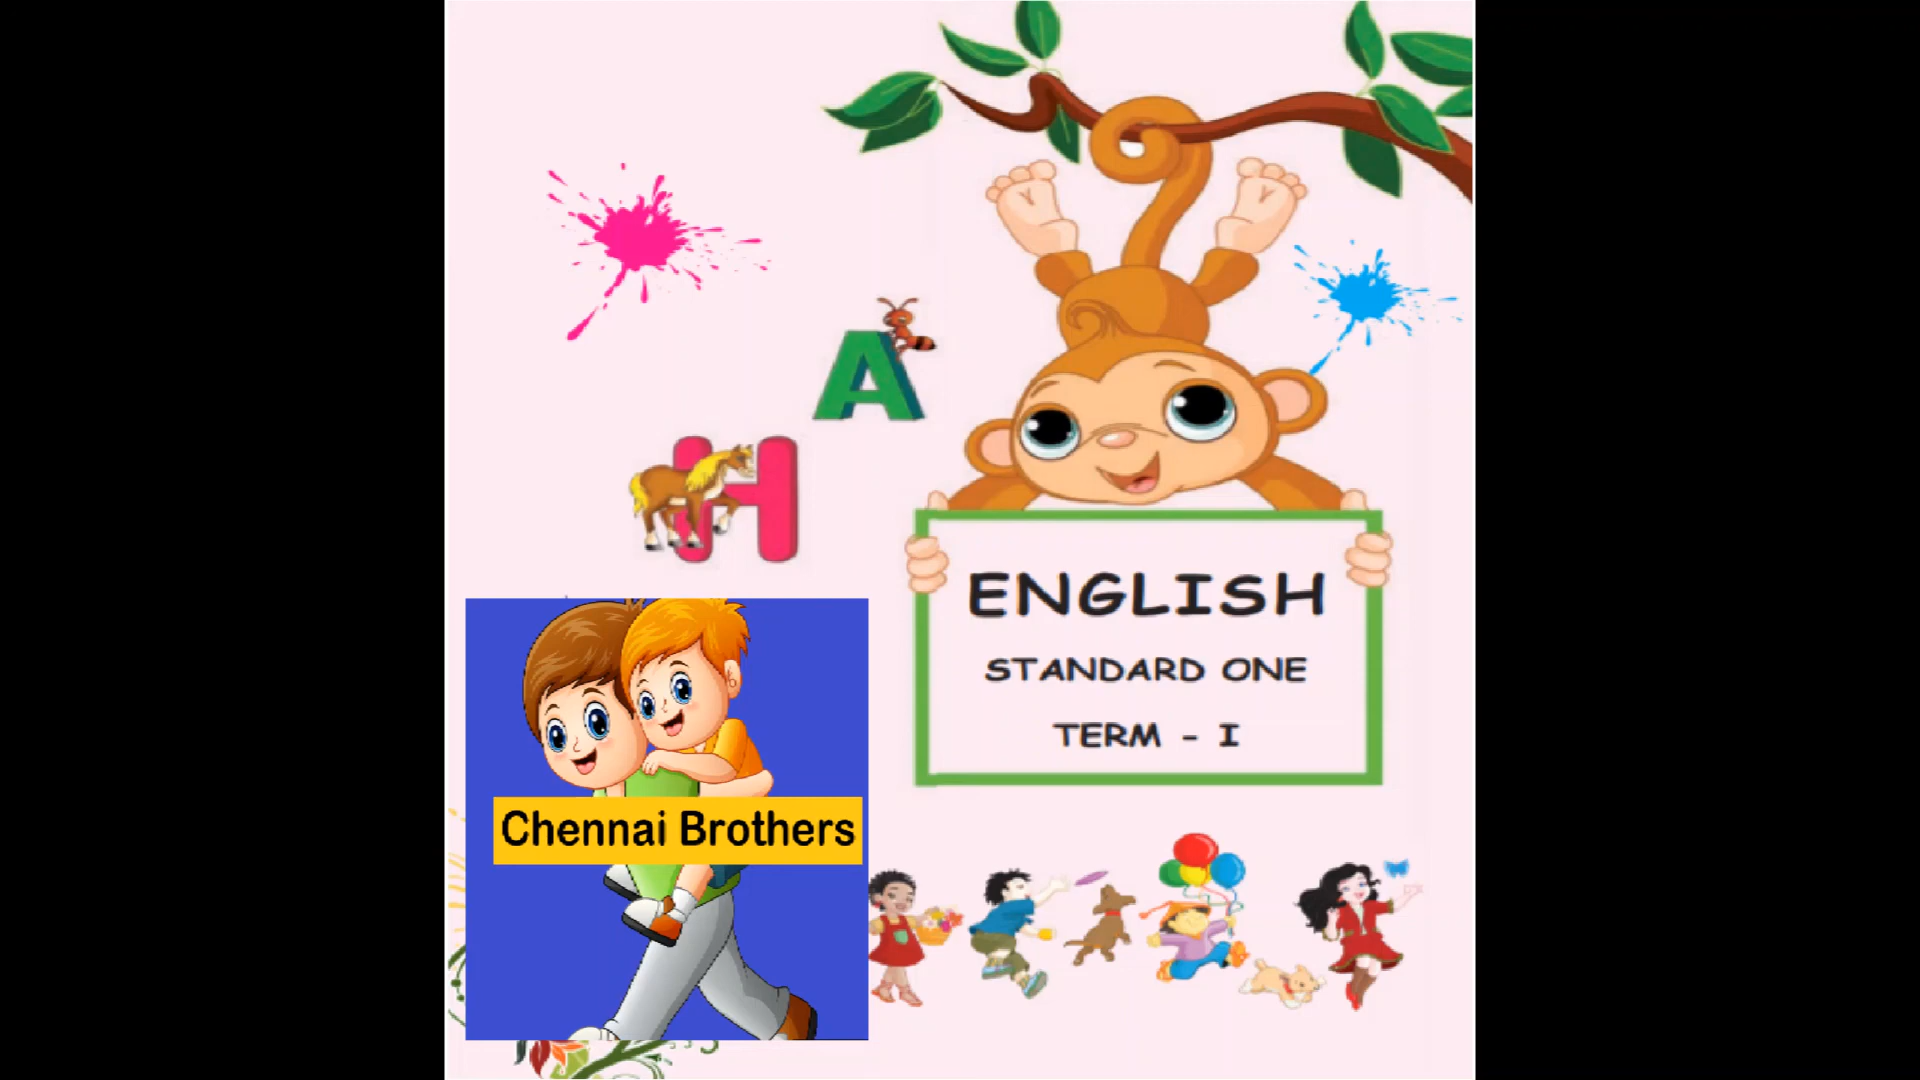 A
H
ENGLISH
STANDARD ONE
TERM - I
Chennai Brothers